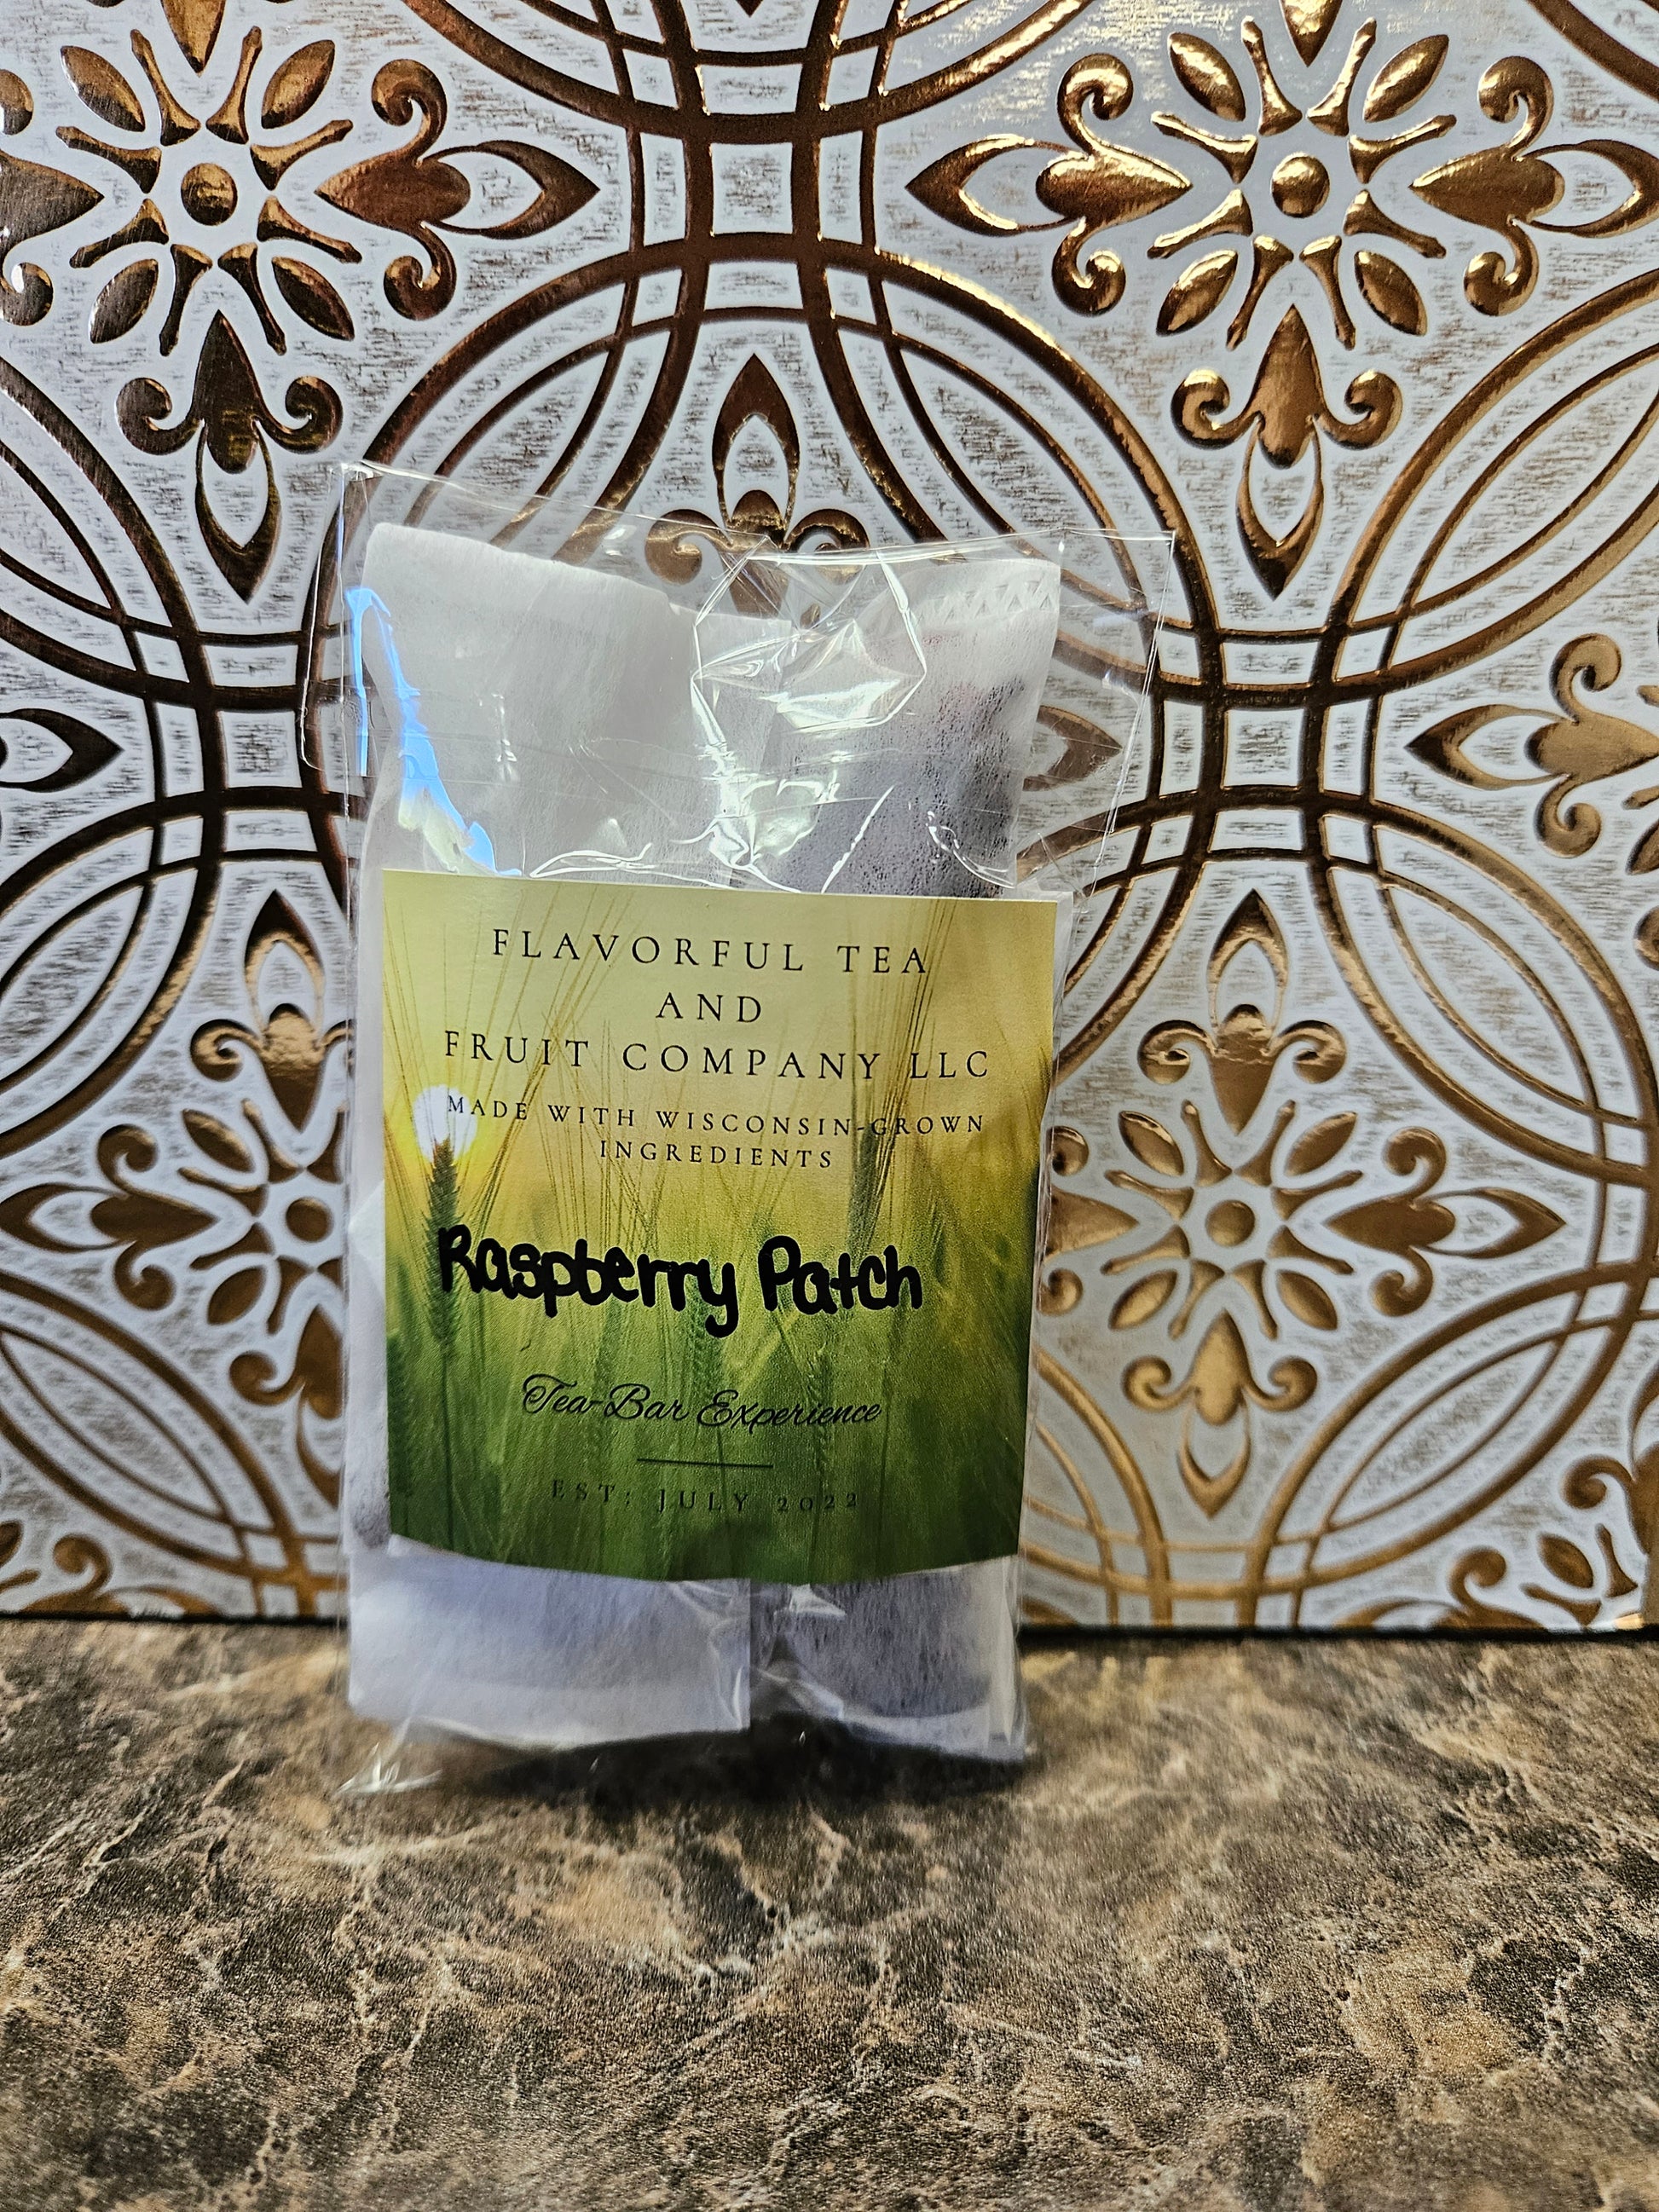 FLAVORFUL TEA
AND
FRUIT COMPANY LLC
MADE WITH WISCONSIN-GROWN
INGREDIENTS
Raspberry Patch
Tea-Bar Experience
EST: JULY 2022